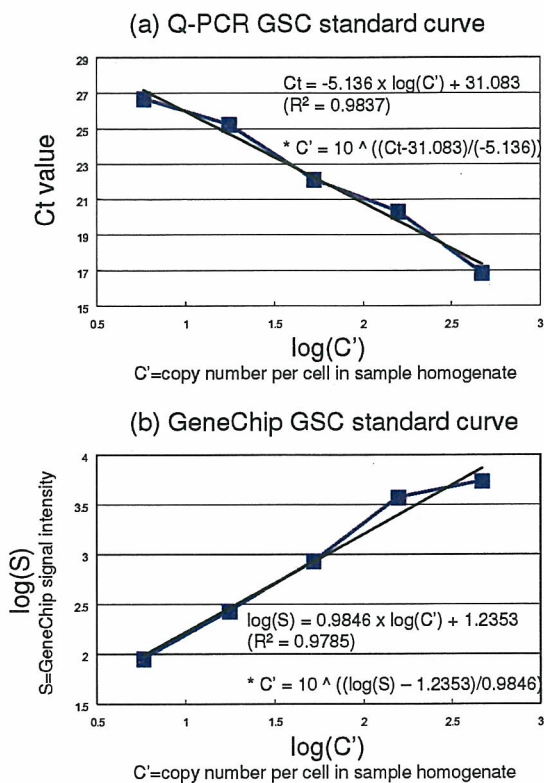 (a) Q-PCR GSC standard curve
29
27
25
23
21
19
17
15
Ct value
Ct = -5.136 x log(C') + 31.083
(R² = 0.9837)
* C' = 10 ^ ((Ct-31.083)/(-5.136))
0.5 1 1.5 2 2.5 3
log(C')
C'=copy number per cell in sample homogenate
(b) GeneChip GSC standard curve
4
3.5
3
2.5
2
1.5
log(S)
S=GeneChip signal intensity
log(S) = 0.9846 x log(C') + 1.2353
(R² = 0.9785)
* C' = 10 ^ ((log(S) – 1.2353)/0.9846)
0.5 1 1.5 2 2.5 3
log(C')
C'=copy number per cell in sample homogenate